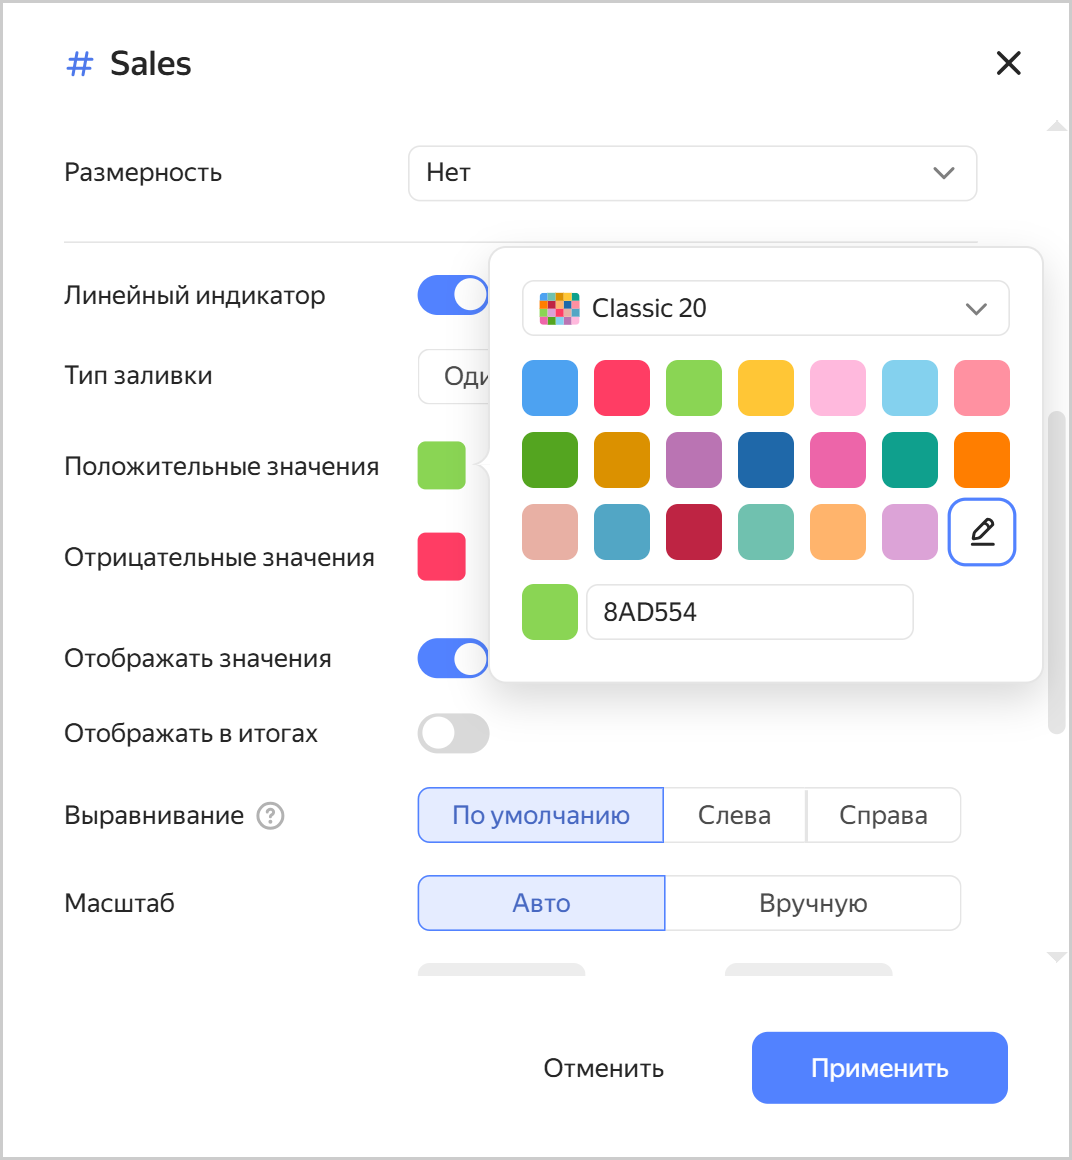 # Sales
Размерность
Нет
Линейный индикатор
Classic 20
Тип заливки
Положительные значения
Отрицательные значения
8AD554
Отображать значения
Отображать в итогах
Выравнивание ?
По умолчанию
Слева
Справа
Масштаб
Авто
Вручную
Отменить
Применить